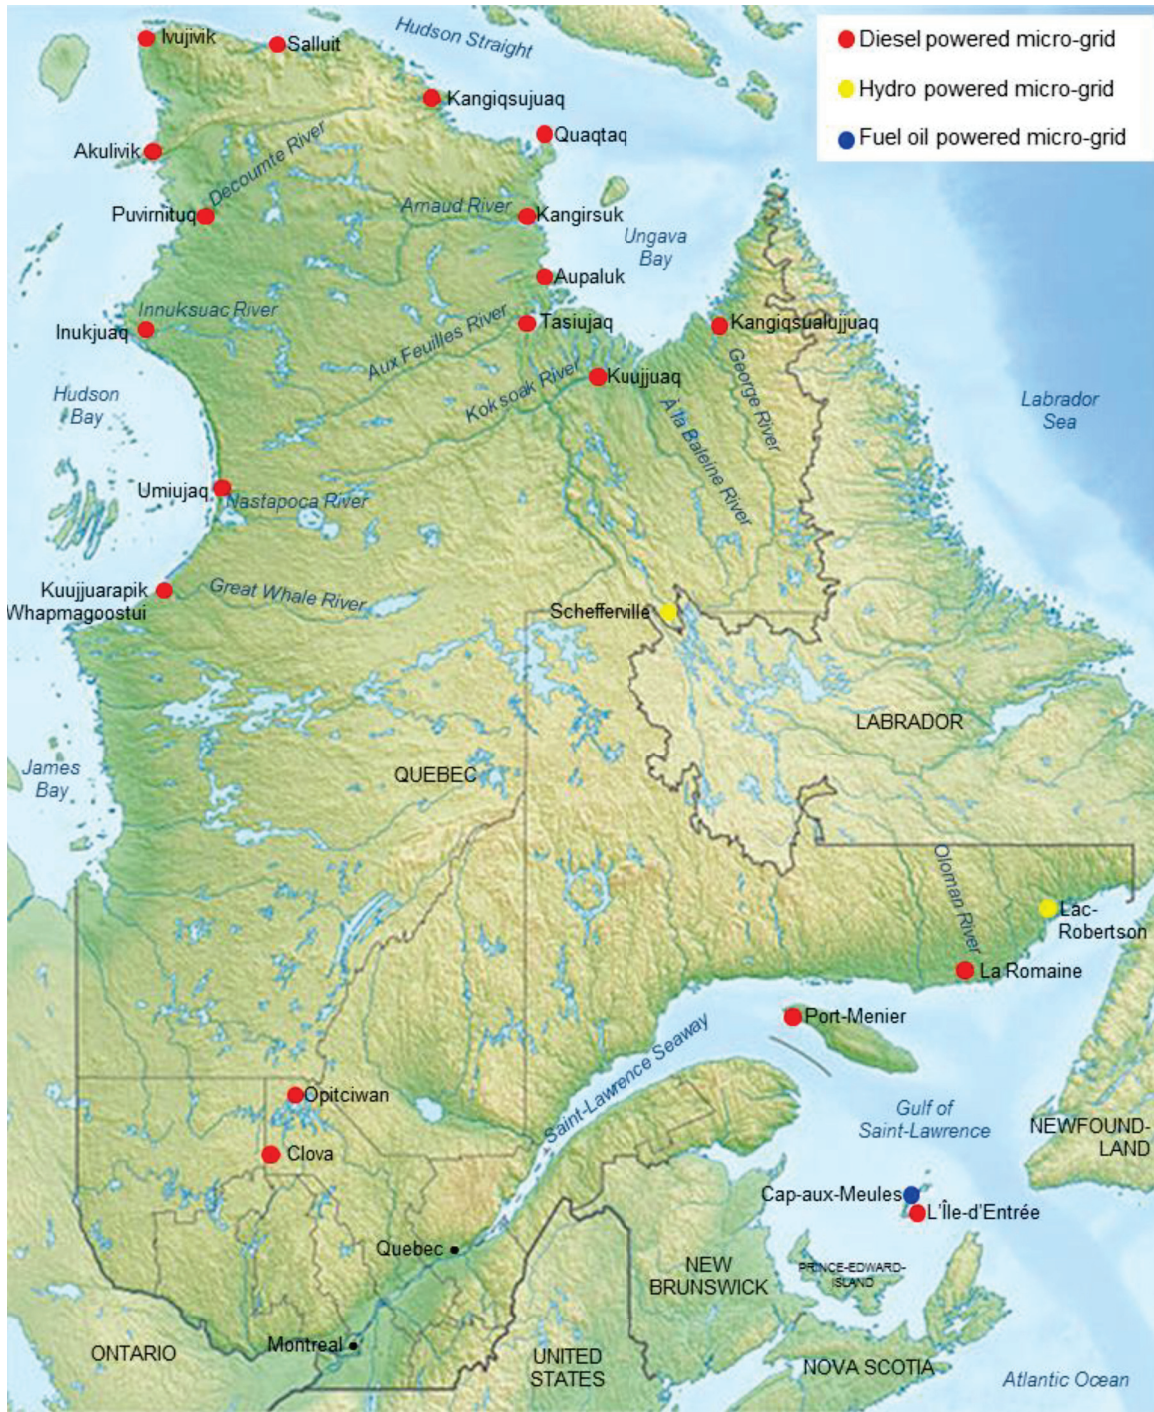 Ivujivik
Salluit
Hudson Straight
Diesel powered micro-grid
Hydro powered micro-grid
Fuel oil powered micro-grid
Kangiqsujuaq
Quaqtaq
Akulivik
Decoumte River
Puvirnituq
Arnaud River
Kangirsuk
Ungava
Bay
Aupaluk
Innuksuac River
Inukjuaq
Aux Feuilles River
Tasiujaq
Kangiqsualujjuaq
Koksoak River
Kuujjuaq
George River
À la Baleine River
Hudson
Bay
Labrador
Sea
Umiujaq
Nastapoca River
Kuujjuarapik
Whapmagoostui
Great Whale River
Schefferville
LABRADOR
James
Bay
QUEBEC
Oloman River
Lac-
Robertson
La Romaine
Port-Menier
Saint-Lawrence Seaway
Opitciwan
Clova
Gulf of
Saint-Lawrence
NEWFOUND-
LAND
Cap-aux-Meules
L'Île-d'Entrée
Quebec
NEW
BRUNSWICK
PRINCE-EDWARD-
ISLAND
Montreal
ONTARIO
UNITED
STATES
NOVA SCOTIA
Atlantic Ocean